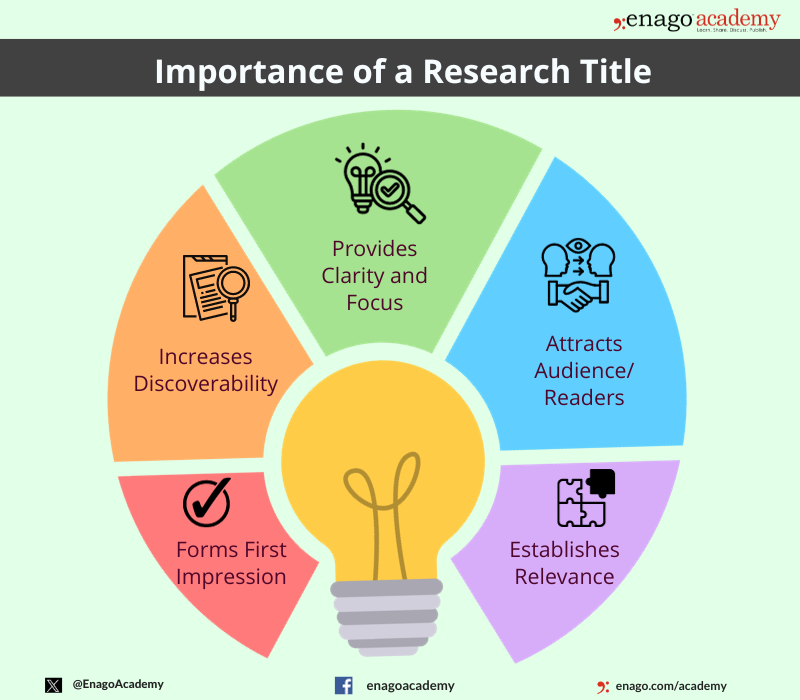 enago academy
Learn. Share. Discuss. Publish.
Importance of a Research Title
Provides
Clarity and
Focus
Increases
Discoverability
Attracts
Audience/
Readers
Forms First
Impression
Establishes
Relevance
@EnagoAcademy
enagoacademy
enago.com/academy